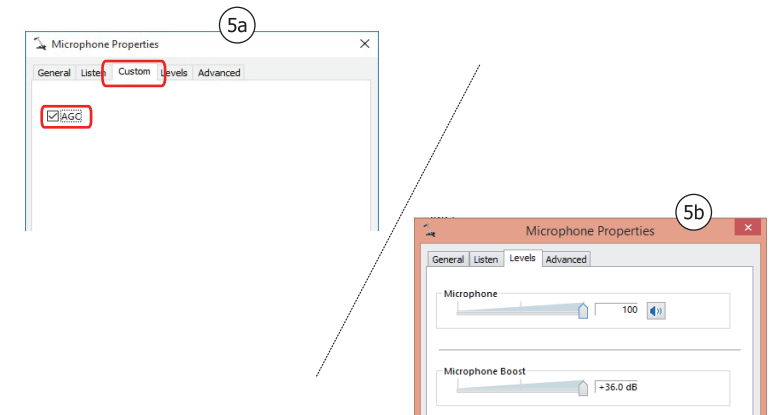 5a
Microphone Properties
General Listen Custom Levels Advanced
AGC
5b
Microphone Properties
General Listen Levels Advanced
Microphone
100
Microphone Boost
+36.0 dB